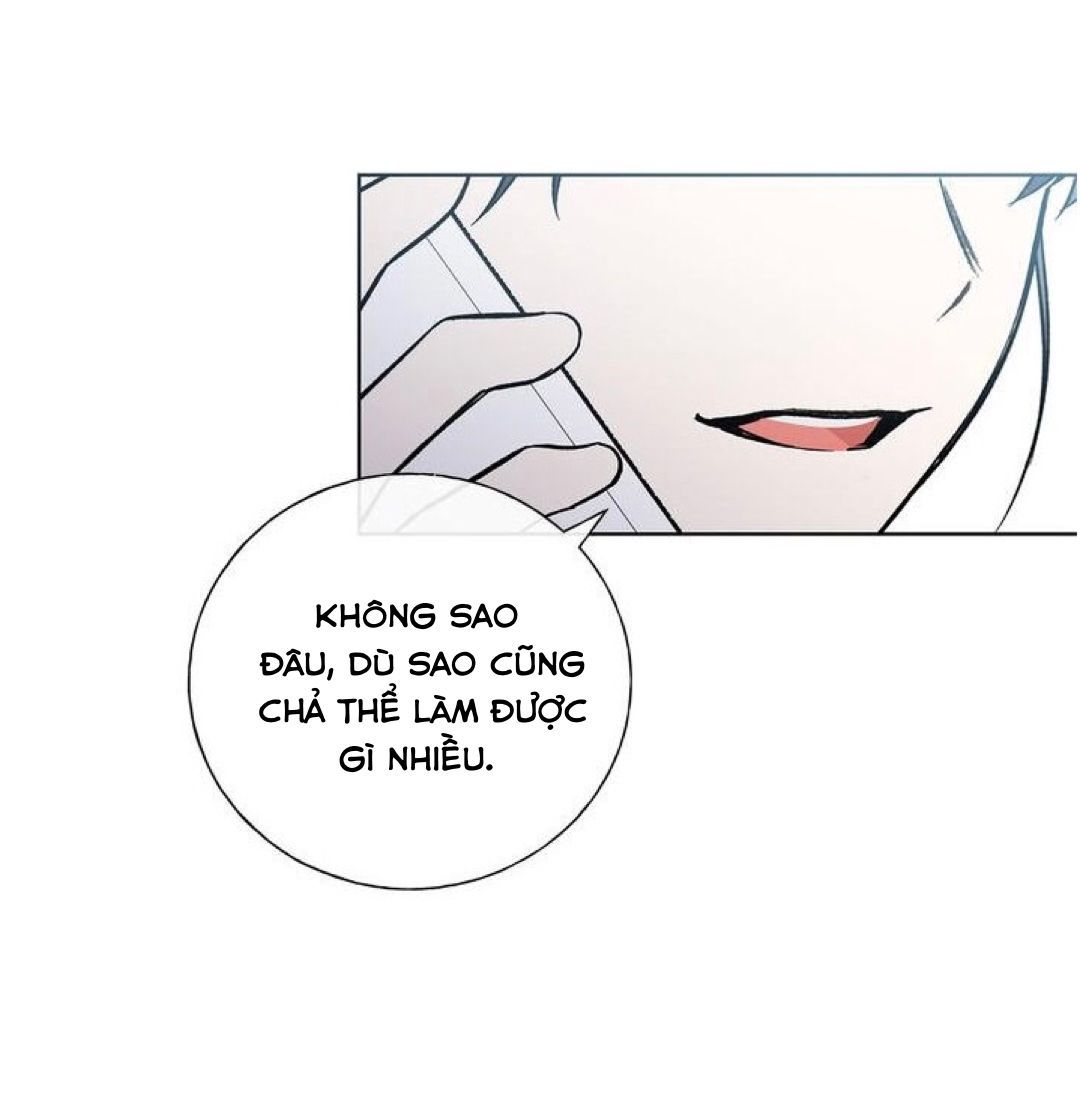 KHÔNG SAO
ĐÂU, DÙ SAO CŨNG
CHẢ THỂ LÀM ĐƯỢC
GÌ NHIỀU.